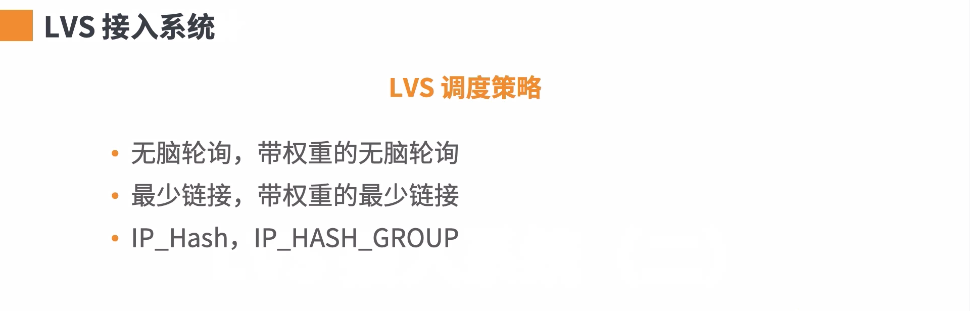 LVS 接入系统
LVS 调度策略
• 无脑轮询，带权重的无脑轮询
• 最少链接，带权重的最少链接
• IP_Hash，IP_HASH_GROUP